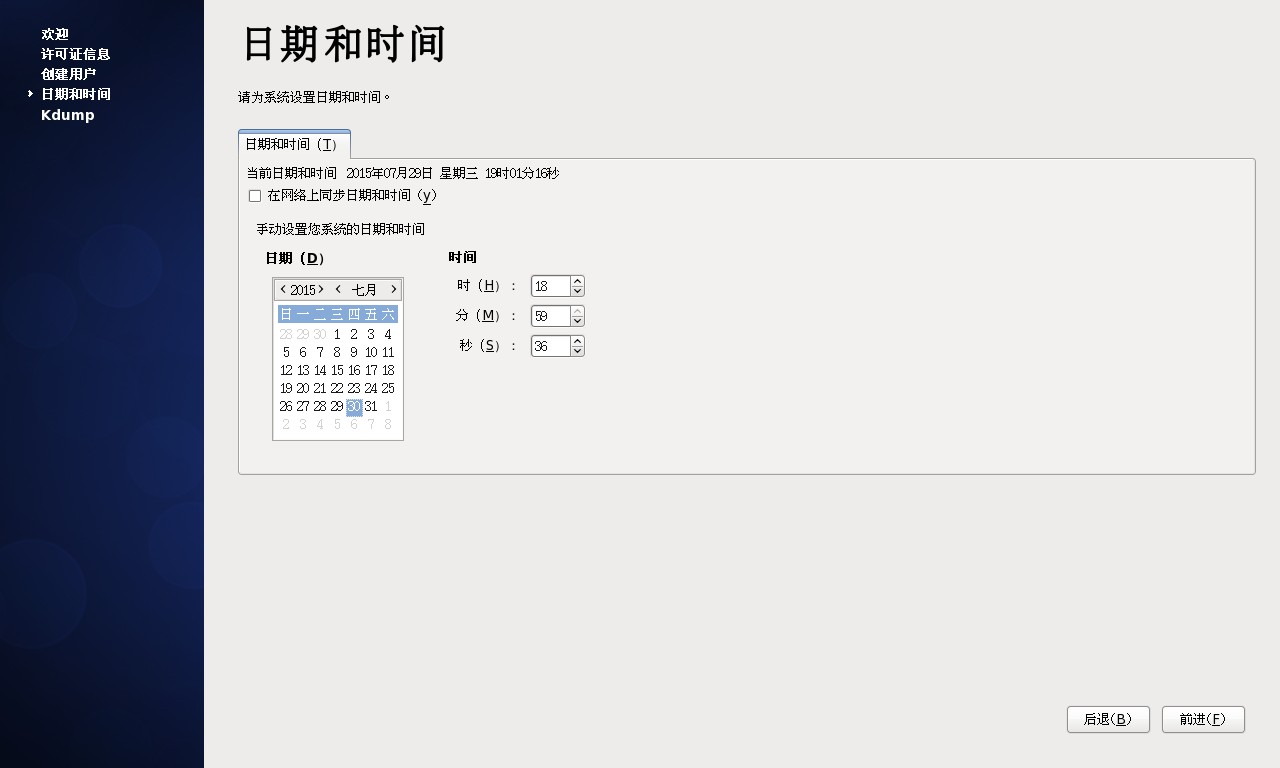 欢迎
许可证信息
创建用户
日期和时间
Kdump
日期和时间
请为系统设置日期和时间。
日期和时间（T）
当前日期和时间 2015年07月29日 星期三 19时01分16秒
在网络上同步日期和时间（y）
手动设置您系统的日期和时间
日期（D） 时间
2015 七月
日 一 二 三 四 五 六
28 29 30 1 2 3 4
5 6 7 8 9 10 11
12 13 14 15 16 17 18
19 20 21 22 23 24 25
26 27 28 29 30 31 1
2 3 4 5 6 7 8
时（H）： 18
分（M）： 59
秒（S）： 36
后退(B) 前进(F)